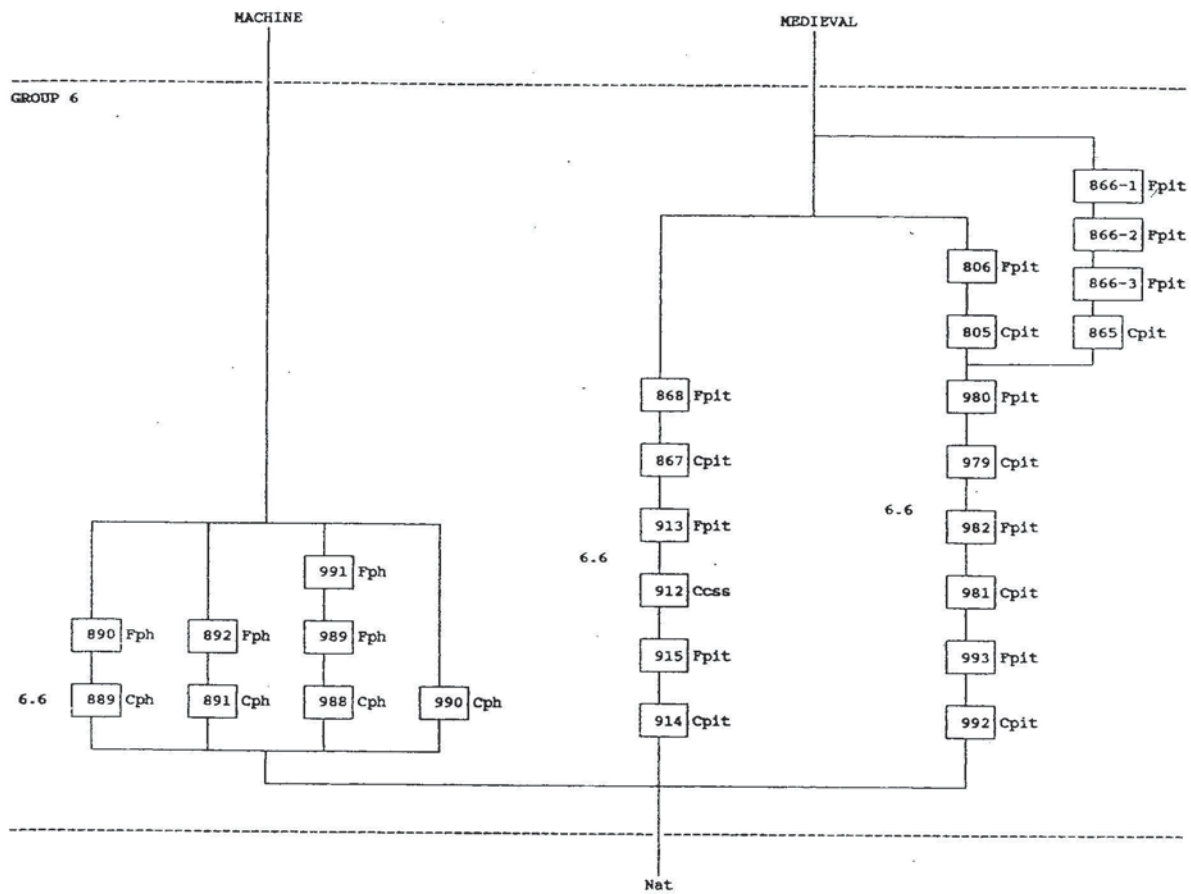 MACHINE MEDIEVAL
GROUP 6
866-1 Fpit
866-2 Fpit
806 Fpit
866-3 Fpit
805 Cpit
865 Cpit
868 Fpit
980 Fpit
867 Cpit
979 Cpit
6.6
913 Fpit
982 Fpit
6.6
991 Fph
912 Ccss
981 Cpit
890 Fph
892 Fph
989 Fph
915 Fpit
993 Fpit
6.6
889 Cph
891 Cph
988 Cph
990 Cph
914 Cpit
992 Cpit
Nat